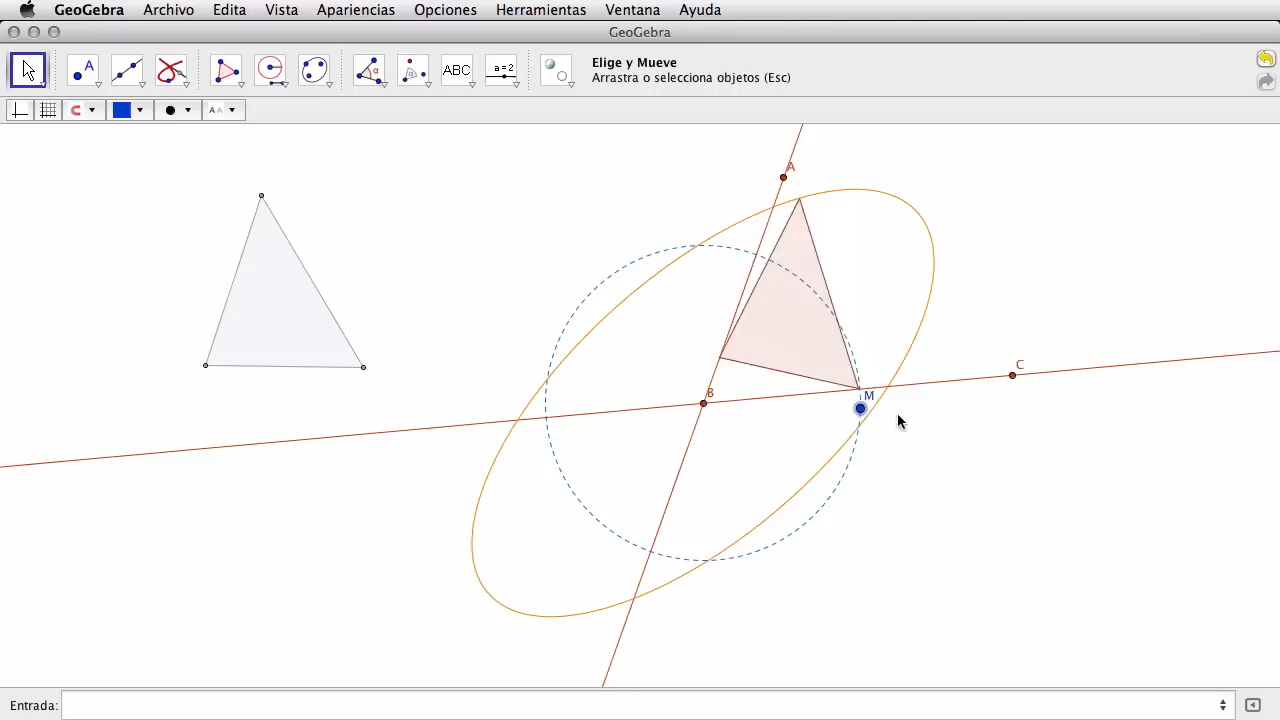 GeoGebra Archivo Edita Vista Apariencias Opciones Herramientas Ventana Ayuda
GeoGebra
A α a ABC a=2
Elige y Mueve
Arrastra o selecciona objetos (Esc)
A A
A
B
M
C
Entrada: